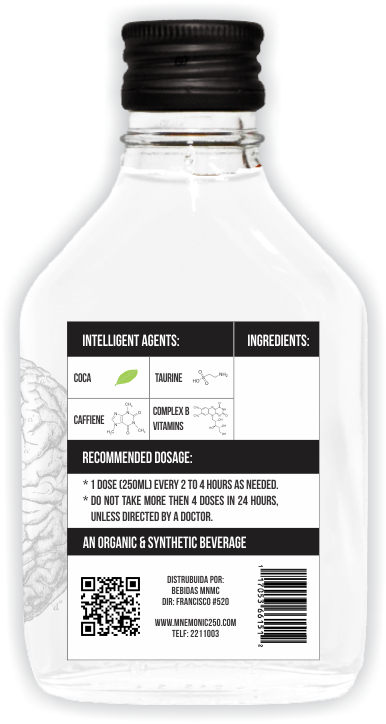 INTELLIGENT AGENTS:
INGREDIENTS:
COCA
TAURINE
CAFFIENE
COMPLEX B
VITAMINS
RECOMMENDED DOSAGE:
* 1 DOSE (250ML) EVERY 2 TO 4 HOURS AS NEEDED.
* DO NOT TAKE MORE THEN 4 DOSES IN 24 HOURS,
UNLESS DIRECTED BY A DOCTOR.
AN ORGANIC & SYNTHETIC BEVERAGE
DISTRUBUIDA POR:
BEBIDAS MNMC
DIR: FRANCISCO #520
WWW.MNEMONIC250.COM
TELF: 2211003